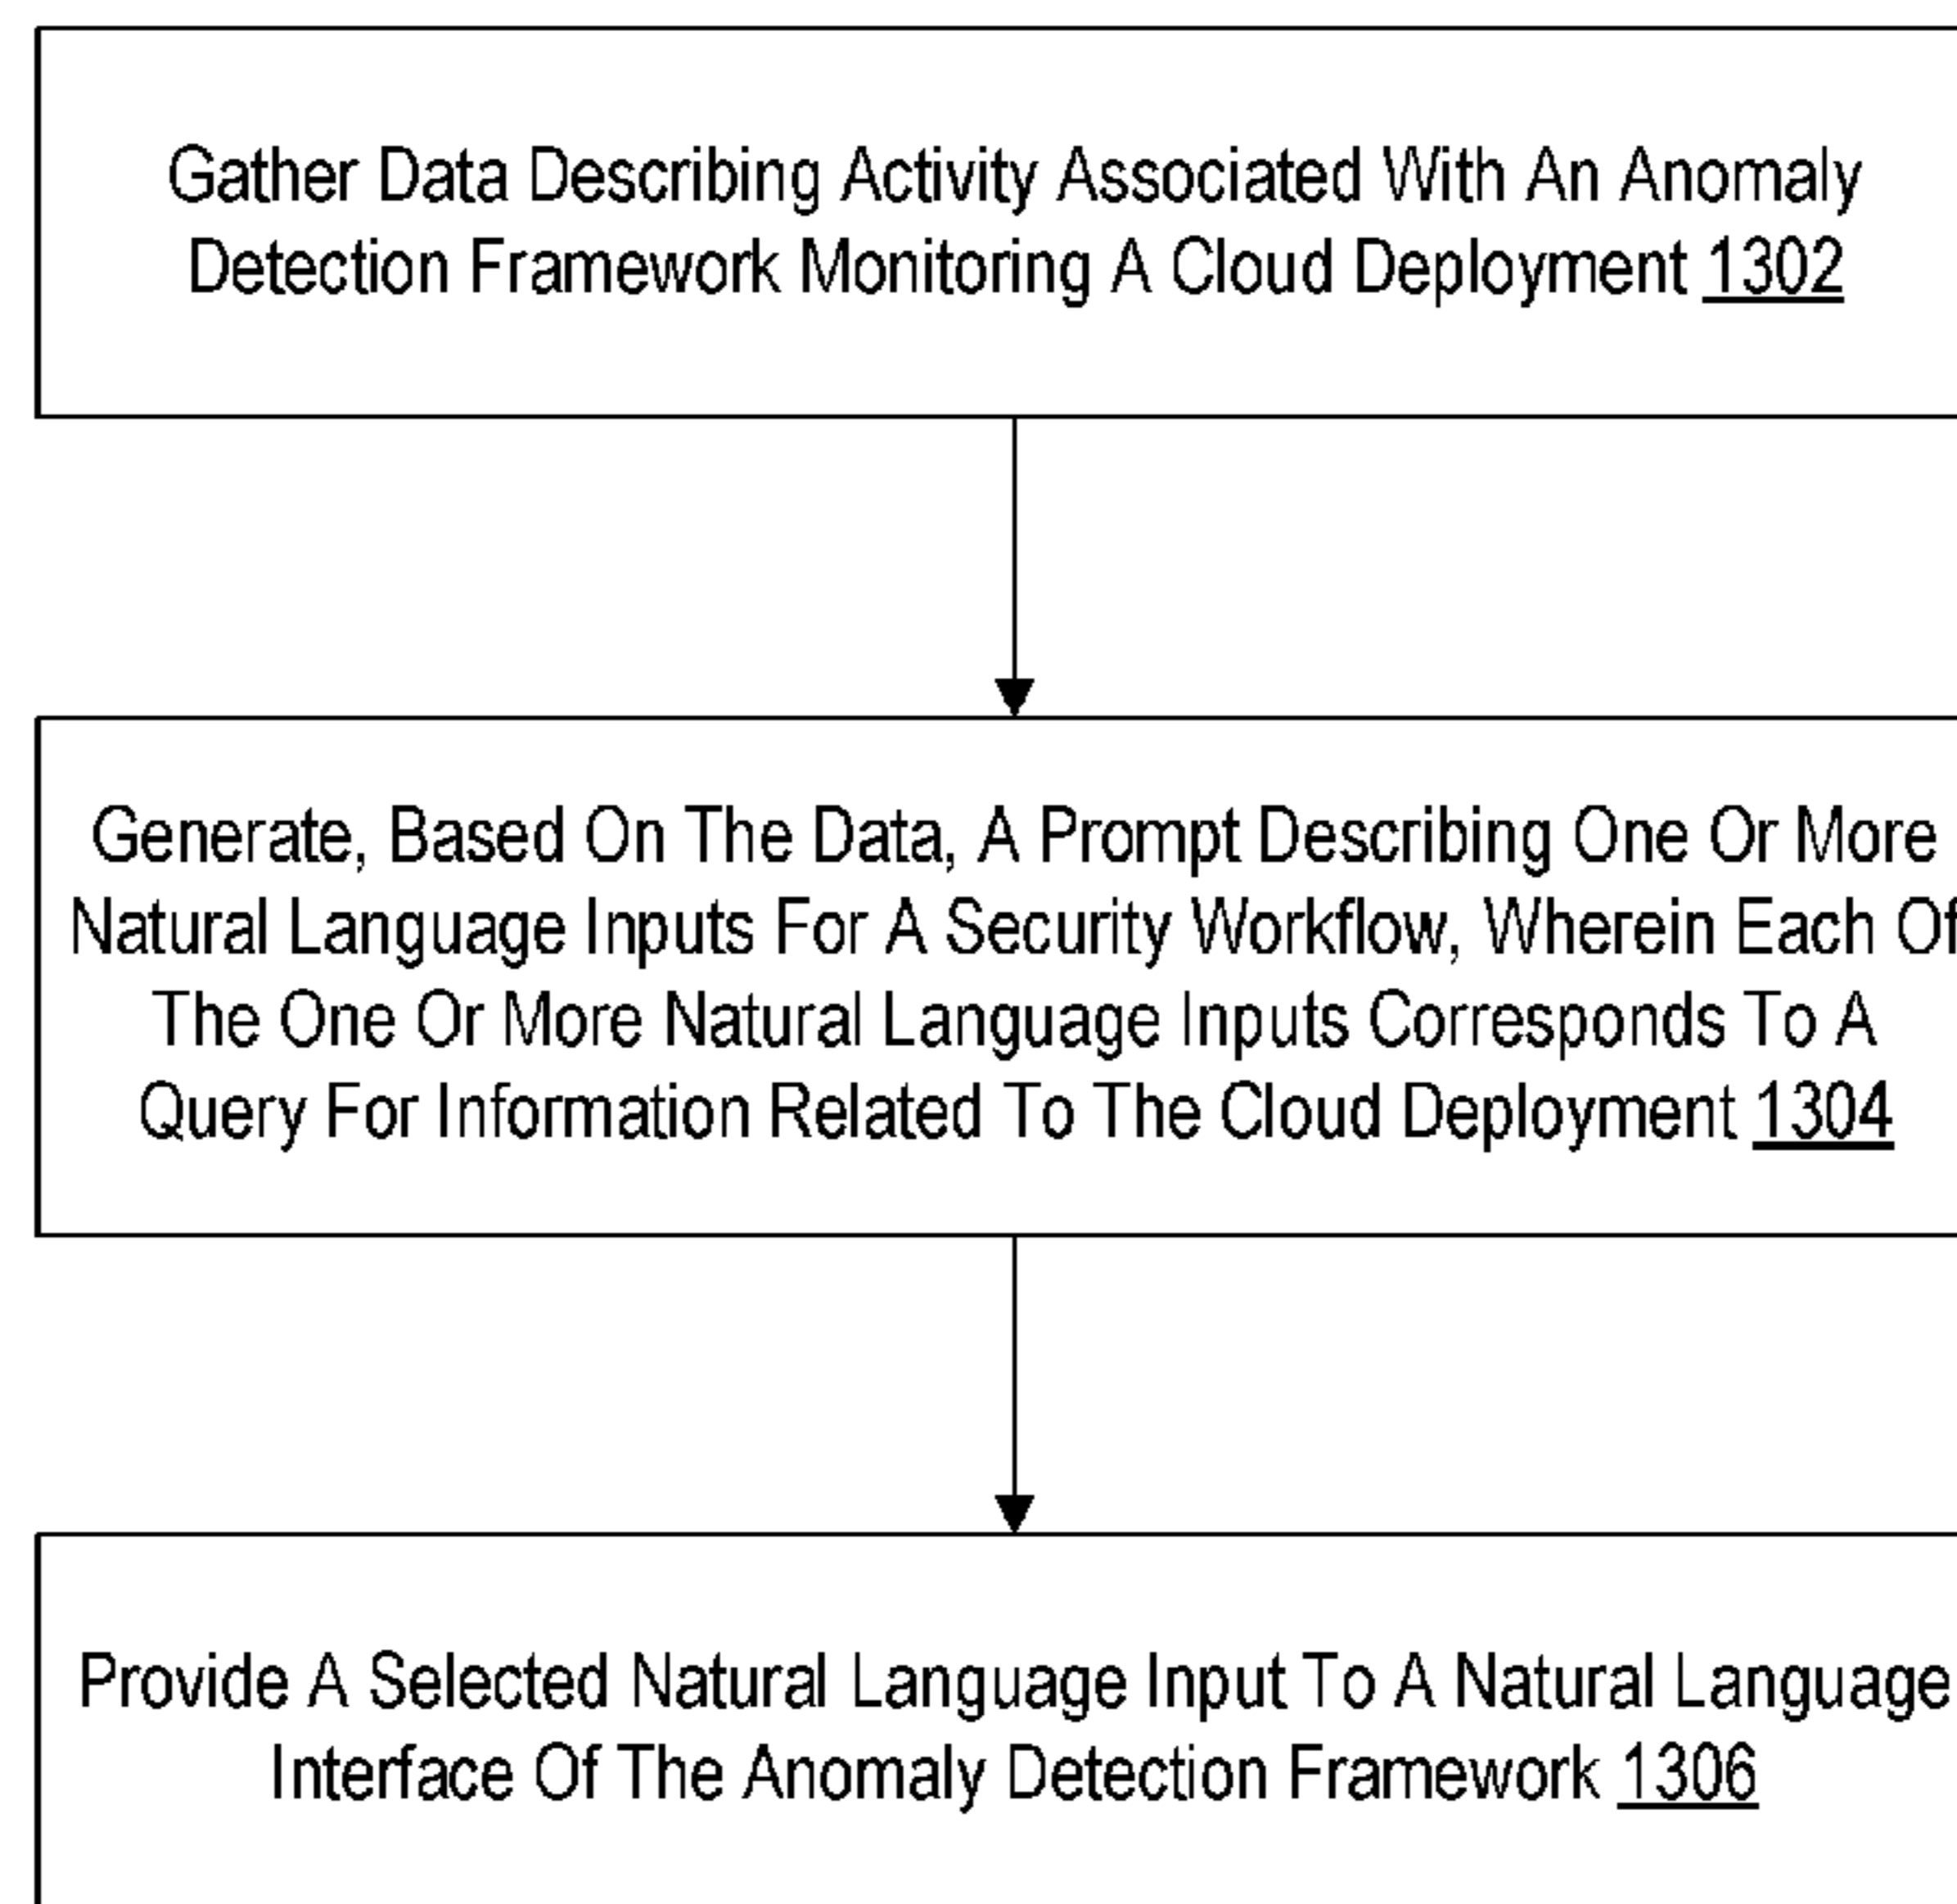 Gather Data Describing Activity Associated With An Anomaly
Detection Framework Monitoring A Cloud Deployment 1302
Generate, Based On The Data, A Prompt Describing One Or More
Natural Language Inputs For A Security Workflow, Wherein Each Of
The One Or More Natural Language Inputs Corresponds To A
Query For Information Related To The Cloud Deployment 1304
Provide A Selected Natural Language Input To A Natural Language
Interface Of The Anomaly Detection Framework 1306